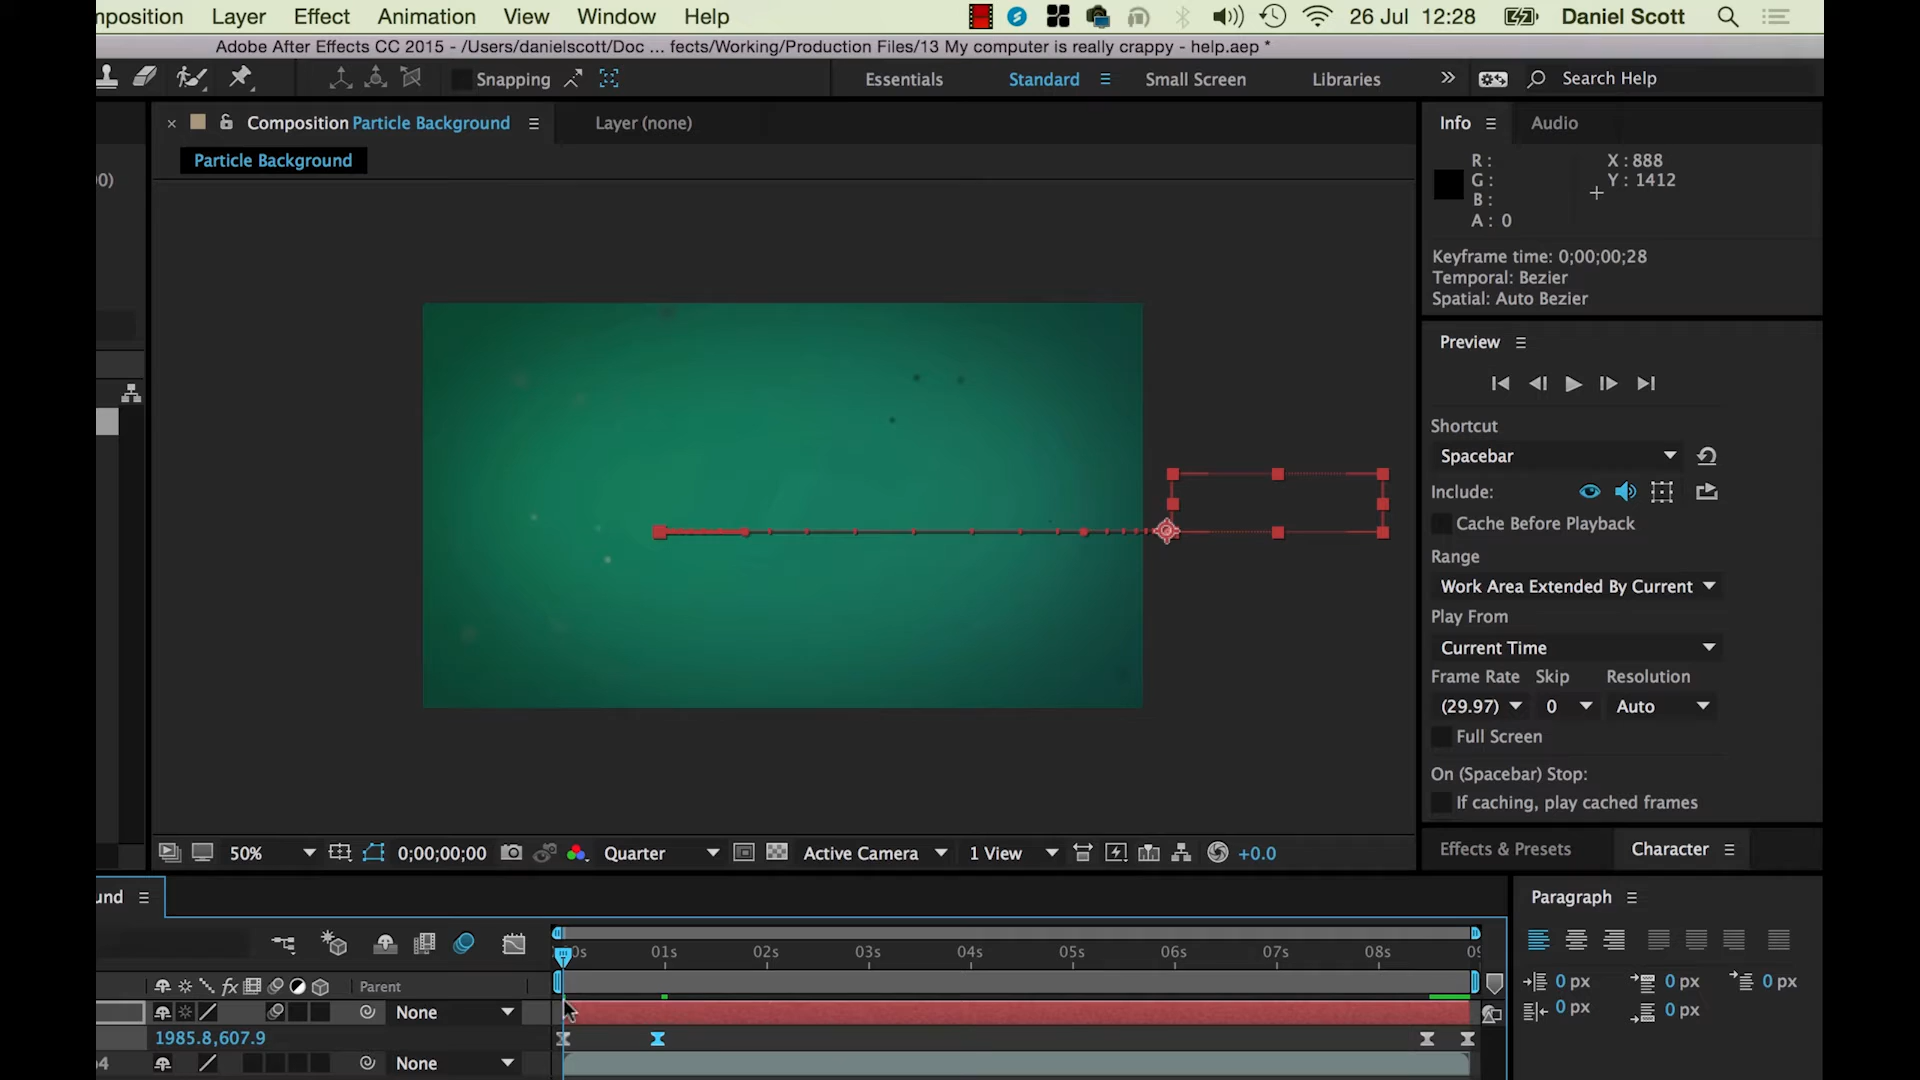 mposition Layer Effect Animation View Window Help 26 Jul 12:28 Daniel Scott
Adobe After Effects CC 2015 - /Users/danielscott/Doc ... fects/Working/Production Files/13 My computer is really crappy - help.aep *
Snapping Essentials Standard Small Screen Libraries Search Help
Composition Particle Background Layer (none) Info Audio
Particle Background
R : X : 888
00)
G : Y : 1412
B :
A : 0
Keyframe time: 0;00;00;28
Temporal: Bezier
Spatial: Auto Bezier
Preview
Shortcut
Spacebar
Include:
Cache Before Playback
Range
Work Area Extended By Current
Play From
Current Time
Frame Rate Skip Resolution
(29.97) 0 Auto
Full Screen
On (Spacebar) Stop:
If caching, play cached frames
50% 0;00;00;00 Quarter Active Camera 1 View +0.0
Effects & Presets Character
und Paragraph
0s 01s 02s 03s 04s 05s 06s 07s 08s 09
fx Parent
0 px 0 px 0 px
None
0 px 0 px
1985.8,607.9
p4 None